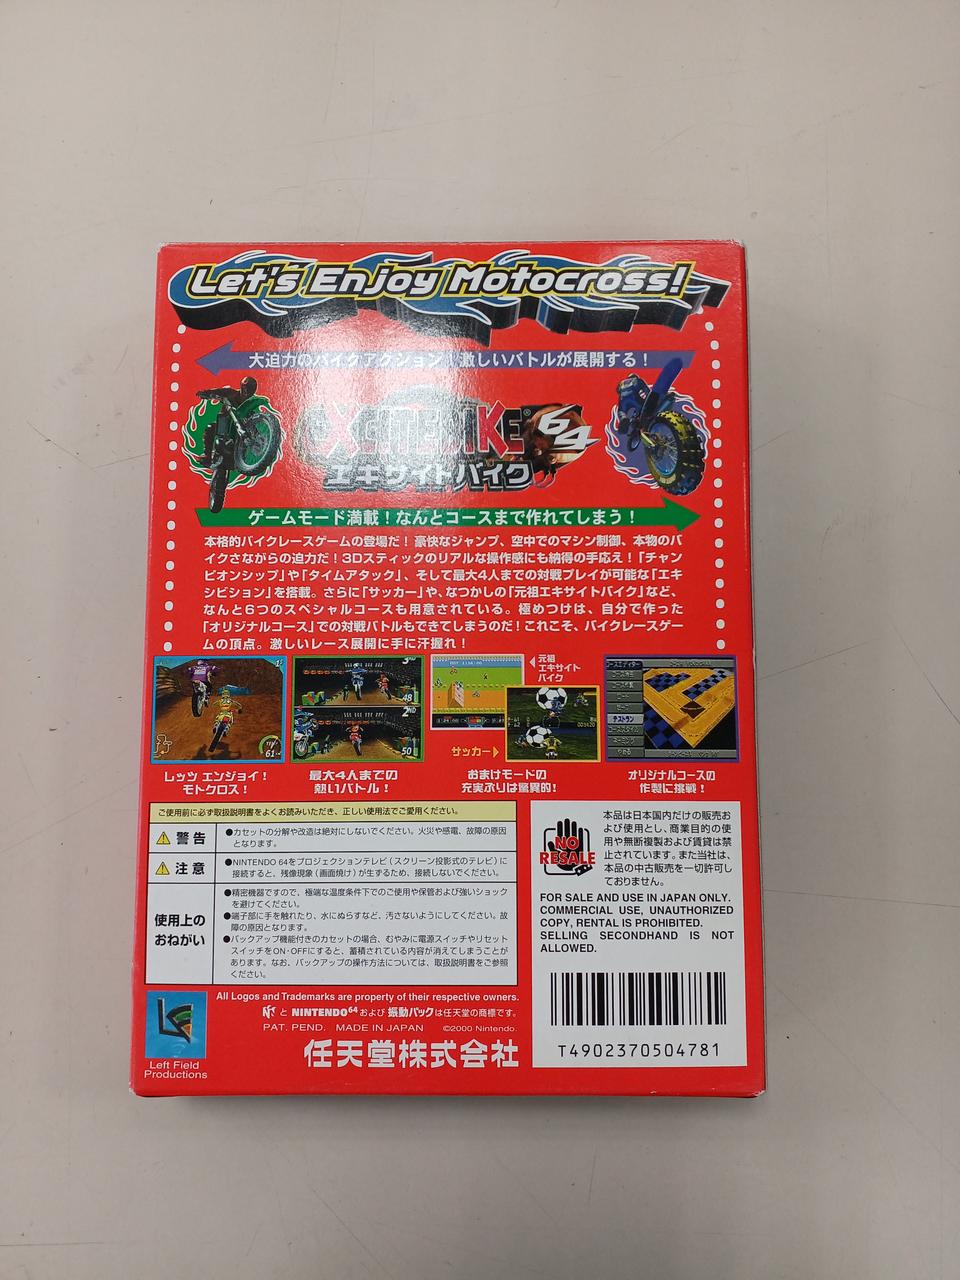 Let's Enjoy Motocross!
大迫力のバイクアクション！激しいバトルが展開する！
EXCITEBIKE 64
エキサイトバイク
ゲームモード満載！なんとコースまで作れてしまう！
本格的バイクレースゲームの登場だ！豪快なジャンプ、空中でのマシン制御、本物のバ
イクさながらの迫力だ！3Dスティックのリアルな操作感にも納得の手応え！「チャン
ピオンシップ」や「タイムアタック」、そして最大4人までの対戦プレイが可能な「エキ
シビション」を搭載。さらに「サッカー」や、なつかしの「元祖エキサイトバイク」など、
なんと6つのスペシャルコースも用意されている。極めつけは、自分で作った
「オリジナルコース」での対戦バトルもできてしまうのだ！これこそ、バイクレースゲー
ムの頂点。激しいレース展開に手に汗握れ！
元祖
エキサイト
バイク
サッカー
3RD
48
2ND
50
61
テストラン
レッツ エンジョイ！
モトクロス！
最大4人までの
熱いバトル！
おまけモードの
充実ぶりは驚異的！
オリジナルコースの
作製に挑戦！
ご使用前に必ず取扱説明書をよくお読みいただき、正しい使用法でご愛用ください。
警告
●カセットの分解や改造は絶対にしないでください。火災や感電、故障の原因
となります。
注意
●NINTENDO 64をプロジェクションテレビ（スクリーン投影式のテレビ）に
接続すると、残像現象（画面焼け）が生ずるため、接続しないでください。
使用上の
おねがい
●精密機器ですので、極端な温度条件下でのご使用や保管および強いショック
を避けてください。
●端子部に手を触れたり、水にぬらすなど、汚さないようにしてください。故
障の原因となります。
●バックアップ機能付きのカセットの場合、むやみに電源スイッチやリセット
スイッチをON・OFFにすると、蓄積されている内容が消えてしまうことが
あります。なお、バックアップの操作方法については、取扱説明書をご参照
ください。
NO
RESALE
本品は日本国内だけの販売お
よび使用とし、商業目的の使
用や無断複製および賃貸は禁
止されています。また当社は、
本品の中古販売を一切許可し
ておりません。
FOR SALE AND USE IN JAPAN ONLY.
COMMERCIAL USE, UNAUTHORIZED
COPY, RENTAL IS PROHIBITED.
SELLING SECONDHAND IS NOT
ALLOWED.
T4902370504781
Left Field
Productions
All Logos and Trademarks are property of their respective owners.
と NINTENDO64 および 振動パックは任天堂の商標です。
PAT. PEND. MADE IN JAPAN ©2000 Nintendo.
任天堂株式会社